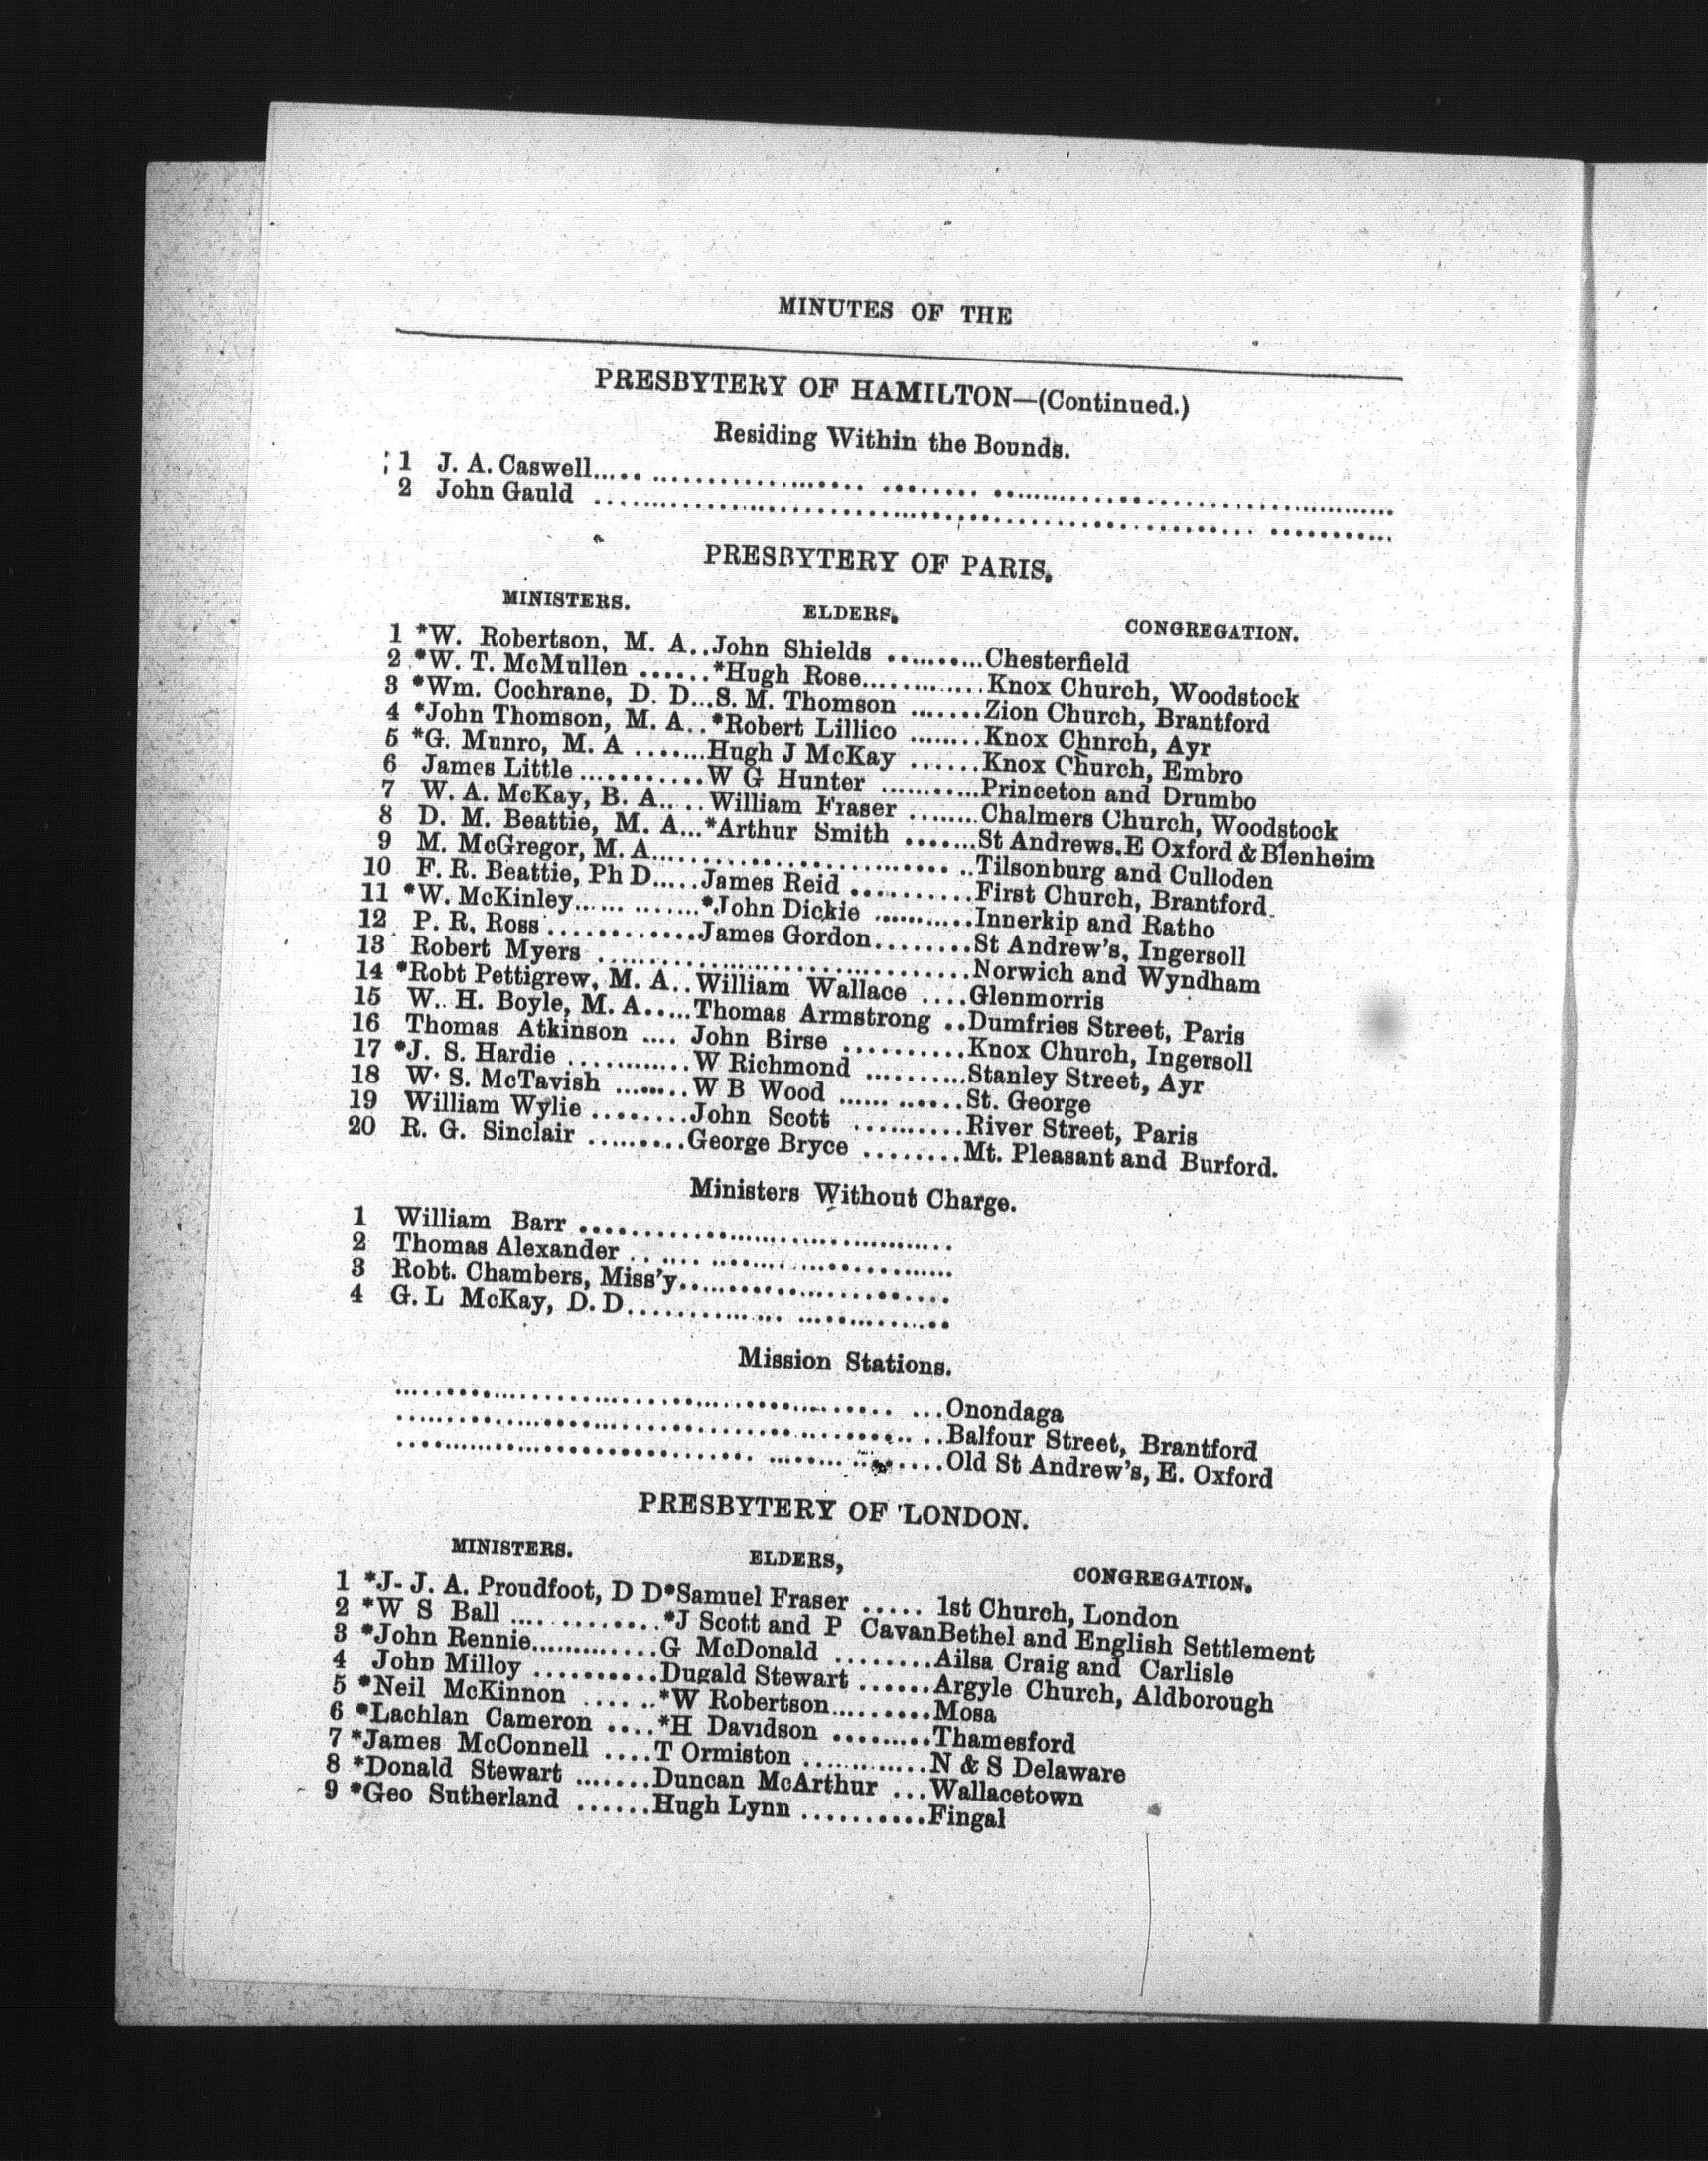 MINUTES OF THE
PRESBYTERY OF HAMILTON—(Continued.)
Residing Within the Bounds.
1 J. A. Caswell
2 John Gauld
PRESBYTERY OF PARIS.
MINISTERS. ELDERS. CONGREGATION.
1 *W. Robertson, M. A..John Shields ..........Chesterfield
2 *W. T. McMullen ......*Hugh Rose............Knox Church, Woodstock
3 *Wm. Cochrane, D. D...S. M. Thomson .......Zion Church, Brantford
4 *John Thomson, M. A..*Robert Lillico ........Knox Chnrch, Ayr
5 *G. Munro, M. A .......Hugh J McKay ......Knox Church, Embro
6 James Little ...........W G Hunter ...........Princeton and Drumbo
7 W. A. McKay, B. A.....William Fraser .......Chalmers Church, Woodstock
8 D. M. Beattie, M. A...*Arthur Smith .......St Andrews.E Oxford & Blenheim
9 M. McGregor, M. A............................Tilsonburg and Culloden
10 F. R. Beattie, Ph D.....James Reid ..........First Church, Brantford.
11 *W. McKinley.............*John Dickie ...........Innerkip and Ratho
12 P. R. Ross ............James Gordon........St Andrew's, Ingersoll
13 Robert Myers ..............................Norwich and Wyndham
14 *Robt Pettigrew, M. A..William Wallace ....Glenmorris
15 W. H. Boyle, M. A.....Thomas Armstrong ..Dumfries Street, Paris
16 Thomas Atkinson .... John Birse ..........Knox Church, Ingersoll
17 *J. S. Hardie ...........W Richmond ..........Stanley Street, Ayr
18 W. S. McTavish ........W B Wood ............St. George
19 William Wylie ........John Scott ..........River Street, Paris
20 R. G. Sinclair .........George Bryce ........Mt. Pleasant and Burford.
Ministers Without Charge.
1 William Barr
2 Thomas Alexander
3 Robt. Chambers, Miss'y
4 G. L McKay, D. D
Mission Stations.
...Onondaga
..Balfour Street, Brantford
....Old St Andrew's, E. Oxford
PRESBYTERY OF LONDON.
MINISTERS. ELDERS, CONGREGATION.
1 *J- J. A. Proudfoot, D D*Samuel Fraser ..... 1st Church, London
2 *W S Ball ............*J Scott and P CavanBethel and English Settlement
3 *John Rennie.............G McDonald ........Ailsa Craig and Carlisle
4 John Milloy ..........Dugald Stewart ......Argyle Church, Aldborough
5 *Neil McKinnon ......*W Robertson.........Mosa
6 *Lachlan Cameron ....*H Davidson .........Thamesford
7 *James McConnell ....T Ormiston ............N & S Delaware
8 *Donald Stewart .......Duncan McArthur ...Wallacetown
9 *Geo Sutherland ......Hugh Lynn ..........Fingal